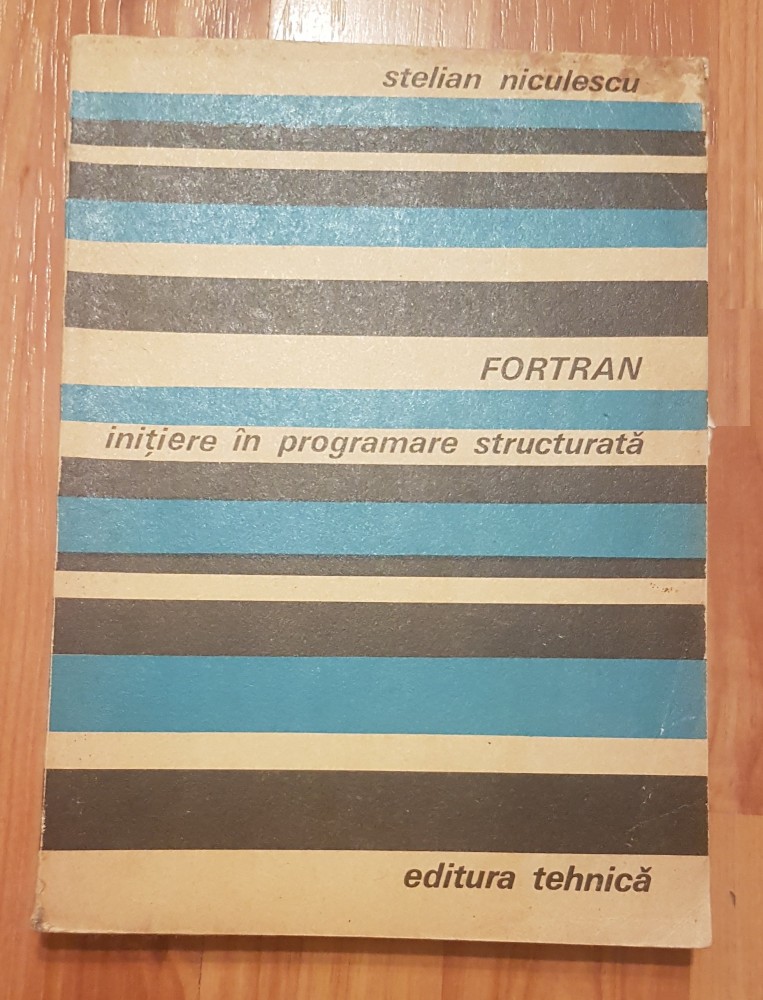 stelian niculescu
FORTRAN
inițiere în programare structurată
editura tehnică